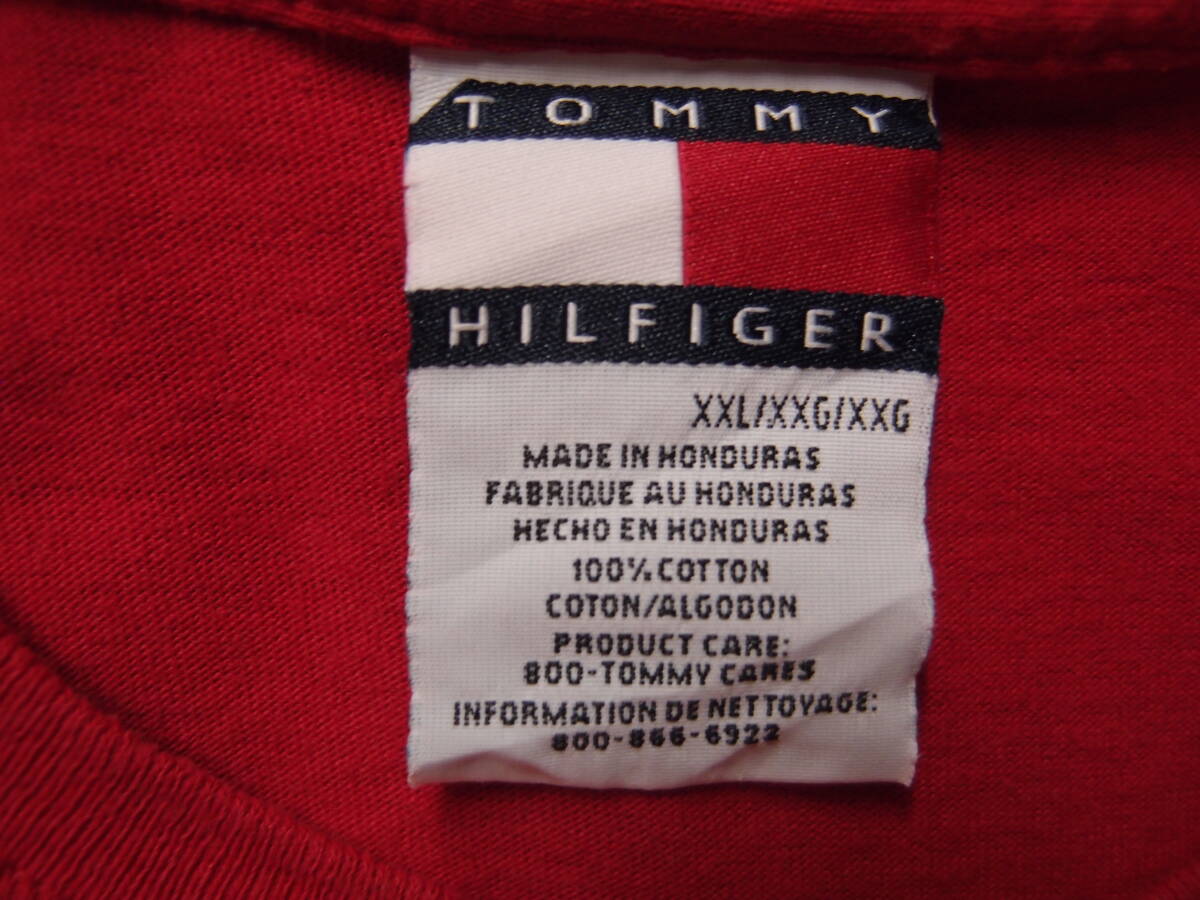 TOMMY
HILFIGER
XXL/XXG/XXG
MADE IN HONDURAS
FABRIQUE AU HONDURAS
HECHO EN HONDURAS
100% COTTON
COTON/ALGODON
PRODUCT CARE:
800-TOMMY CARES
INFORMATION DE NETTOYAGE:
800-866-6922